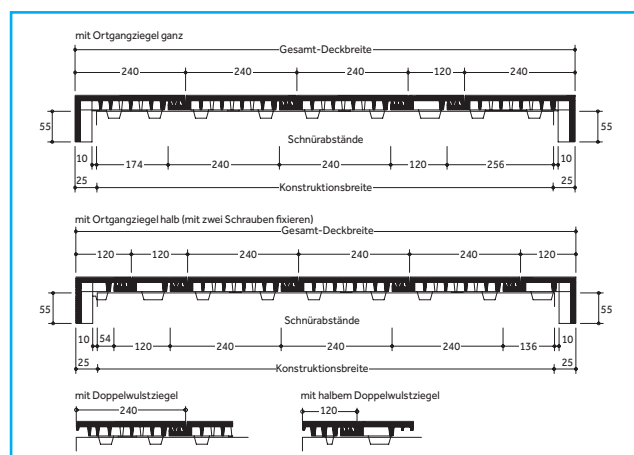 mit Ortgangziegel ganz
Gesamt-Deckbreite
240 240 240 120 240
55 55
Schnürabstände
10 174 240 240 120 256 10
25 Konstruktionsbreite 25
mit Ortgangziegel halb (mit zwei Schrauben fixieren)
Gesamt-Deckbreite
120 120 240 240 240 120
55 55
Schnürabstände
10 54 120 240 240 240 136 10
25 Konstruktionsbreite 25
mit Doppelwulstziegel mit halbem Doppelwulstziegel
240 120